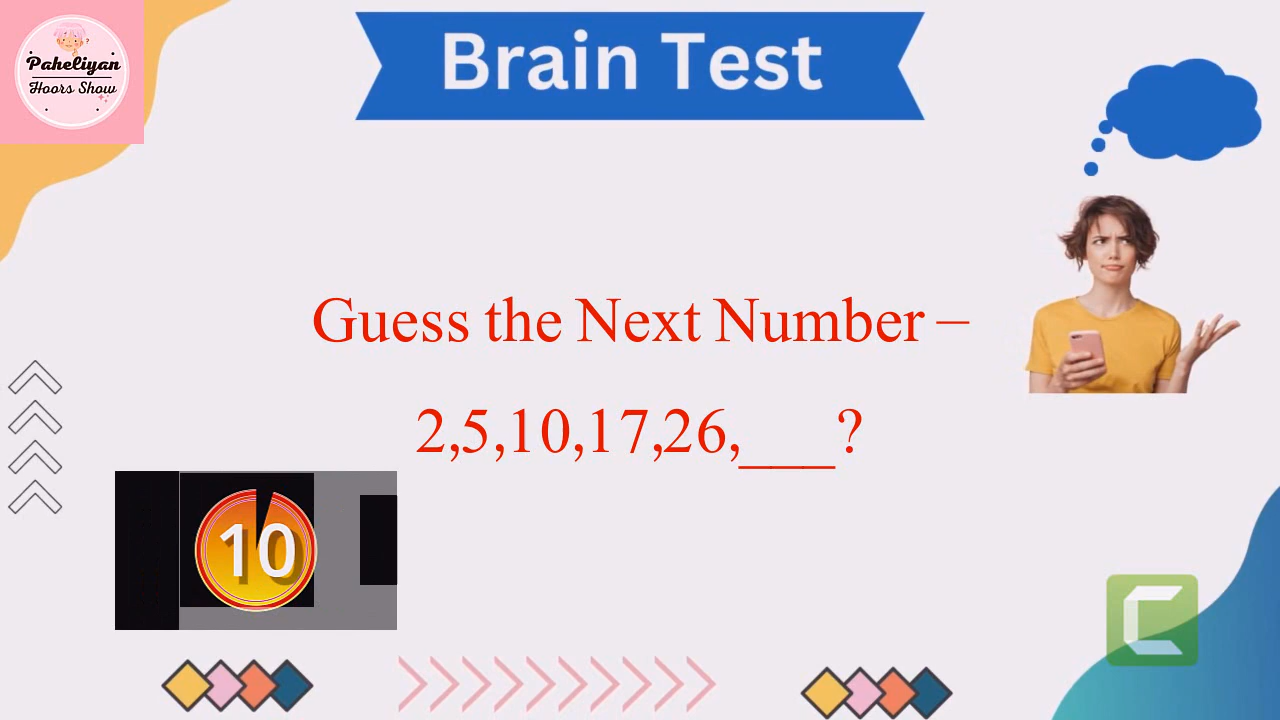 Paheliyan
Hoors Show
Brain Test
Guess the Next Number –
2,5,10,17,26,___?
10